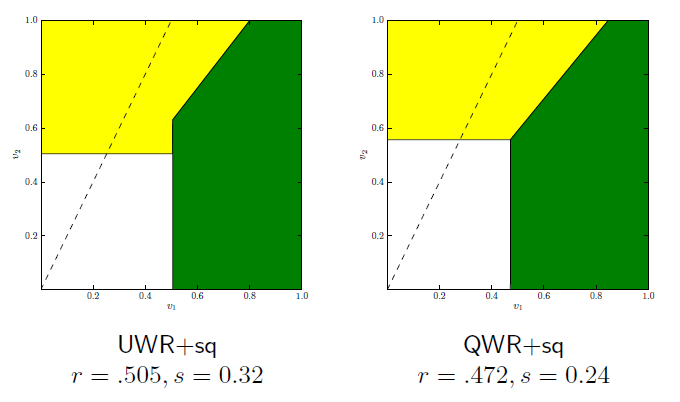 1.0
0.8
0.6
0.4
0.2
v₂
0.2 0.4 0.6 0.8 1.0
v₁
UWR+sq
r = .505, s = 0.32
1.0
0.8
0.6
0.4
0.2
v₂
0.2 0.4 0.6 0.8 1.0
v₁
QWR+sq
r = .472, s = 0.24